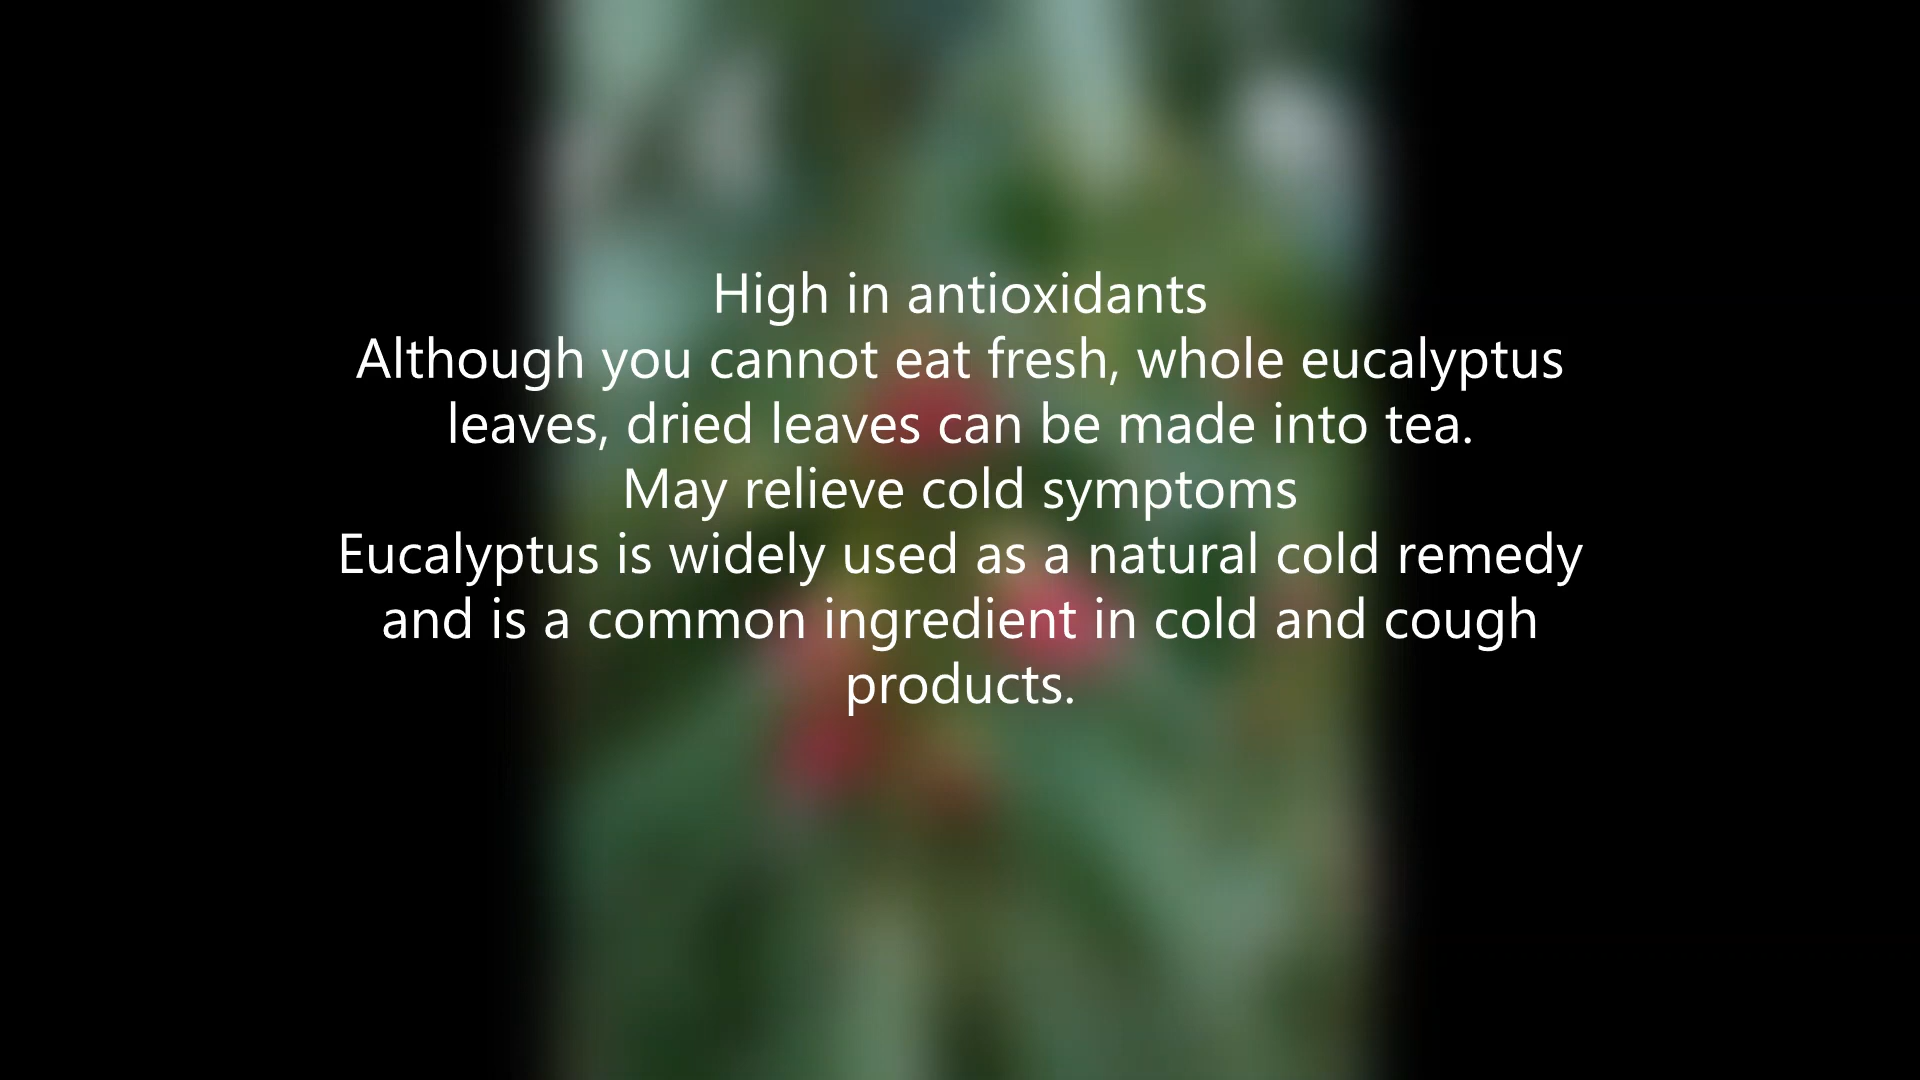 High in antioxidants
Although you cannot eat fresh, whole eucalyptus
leaves, dried leaves can be made into tea.
May relieve cold symptoms
Eucalyptus is widely used as a natural cold remedy
and is a common ingredient in cold and cough
products.